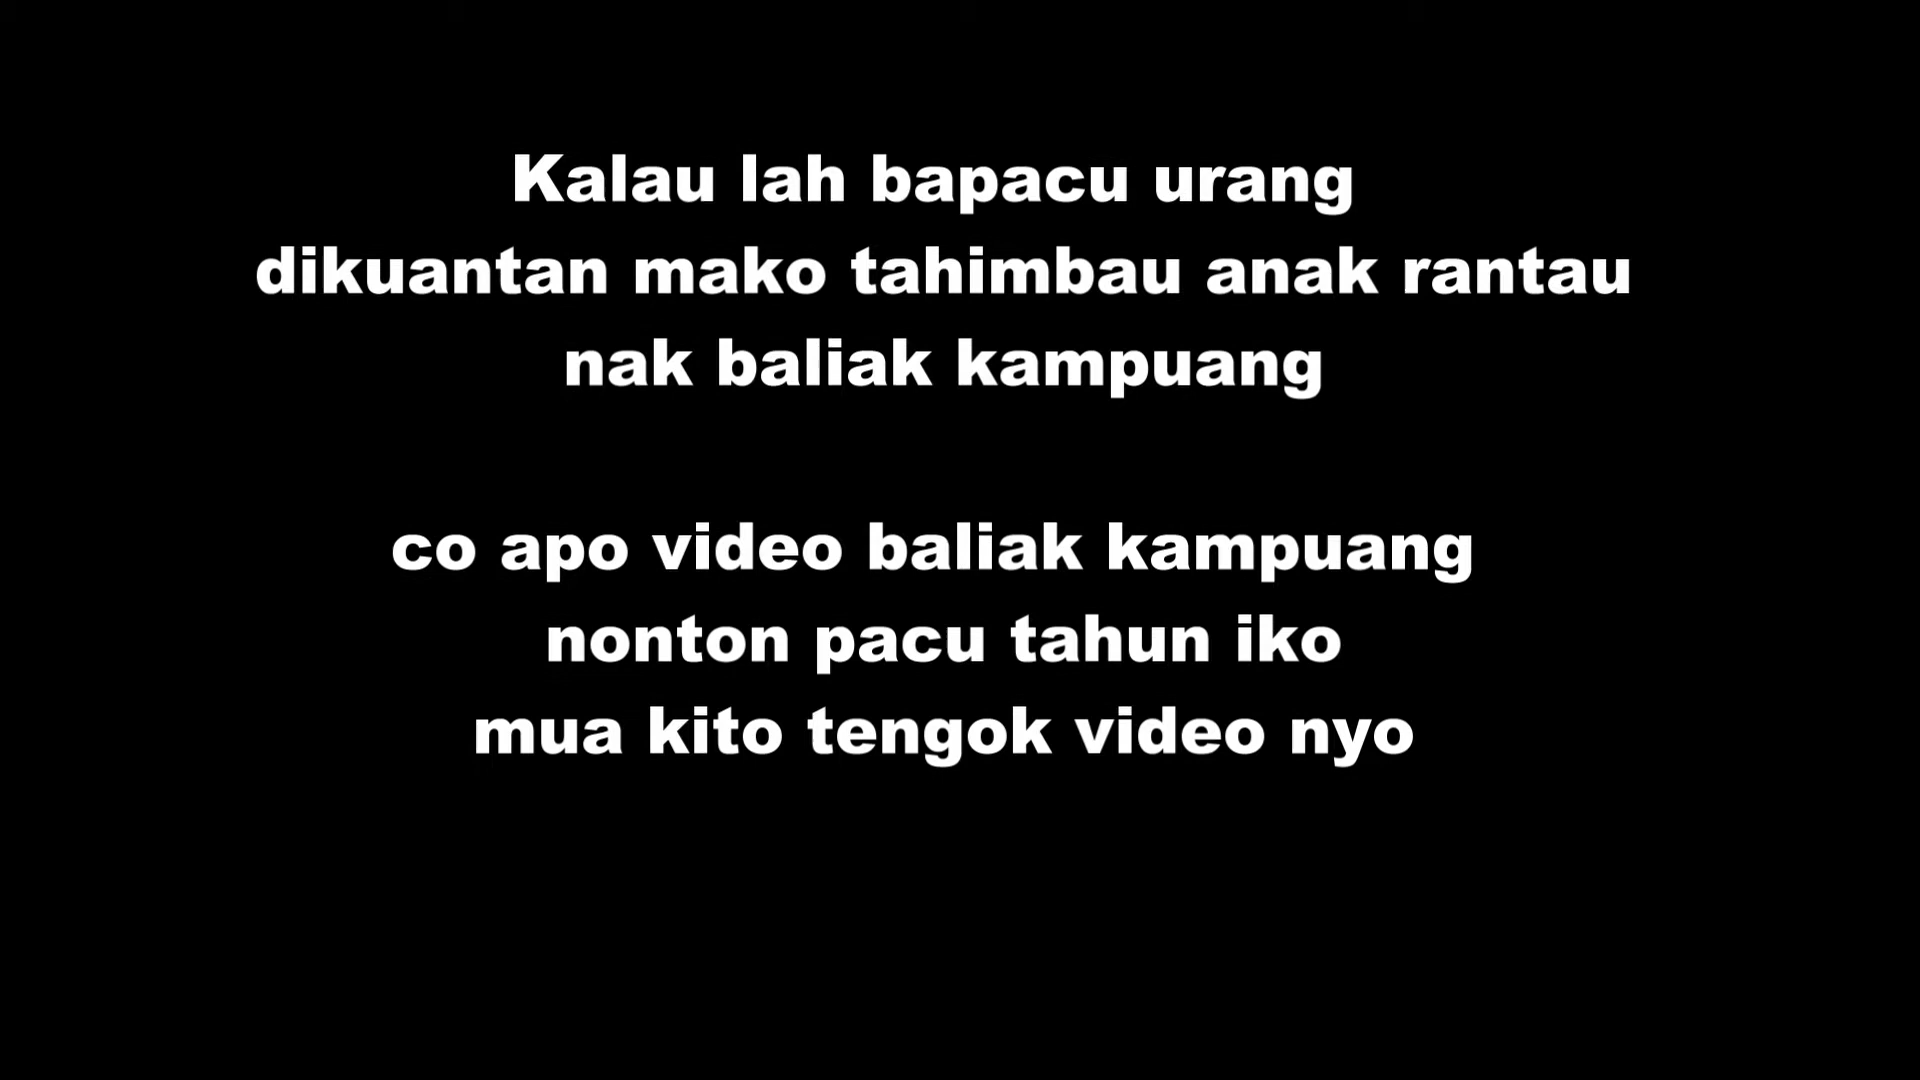 Kalau lah bapacu urang
dikuantan mako tahimbau anak rantau
nak baliak kampuang
co apo video baliak kampuang
nonton pacu tahun iko
mua kito tengok video nyo